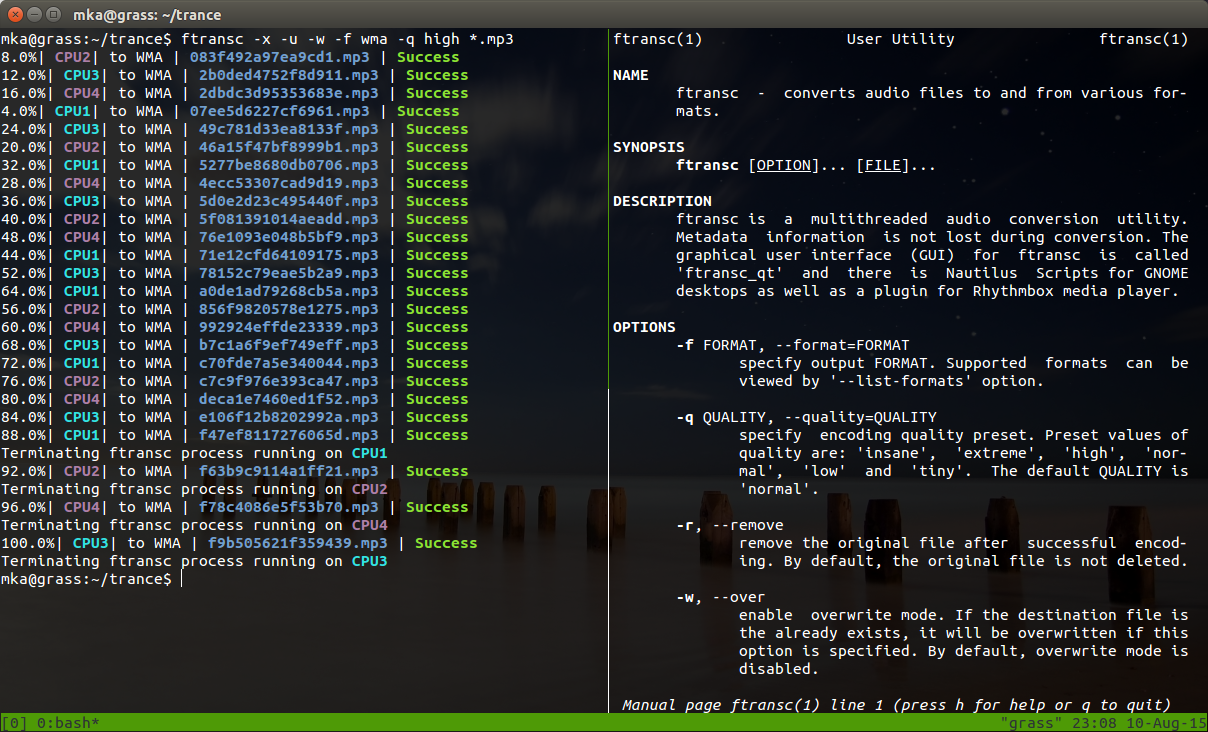 mka@grass: ~/trance
mka@grass:~/trance$ ftransc -x -u -w -f wma -q high *.mp3
8.0%| CPU2| to WMA | 083f492a97ea9cd1.mp3 | Success
12.0%| CPU3| to WMA | 2b0ded4752f8d911.mp3 | Success
16.0%| CPU4| to WMA | 2dbdc3d95353683e.mp3 | Success
4.0%| CPU1| to WMA | 07ee5d6227cf6961.mp3 | Success
24.0%| CPU3| to WMA | 49c781d33ea8133f.mp3 | Success
20.0%| CPU2| to WMA | 46a15f47bf8999b1.mp3 | Success
32.0%| CPU1| to WMA | 5277be8680db0706.mp3 | Success
28.0%| CPU4| to WMA | 4ecc53307cad9d19.mp3 | Success
36.0%| CPU3| to WMA | 5d0e2d23c495440f.mp3 | Success
40.0%| CPU2| to WMA | 5f081391014aeadd.mp3 | Success
48.0%| CPU4| to WMA | 76e1093e048b5bf9.mp3 | Success
44.0%| CPU1| to WMA | 71e12cfd64109175.mp3 | Success
52.0%| CPU3| to WMA | 78152c79eae5b2a9.mp3 | Success
64.0%| CPU1| to WMA | a0de1ad79268cb5a.mp3 | Success
56.0%| CPU2| to WMA | 856f9820578e1275.mp3 | Success
60.0%| CPU4| to WMA | 992924effde23339.mp3 | Success
68.0%| CPU3| to WMA | b7c1a6f9ef749eff.mp3 | Success
72.0%| CPU1| to WMA | c70fde7a5e340044.mp3 | Success
76.0%| CPU2| to WMA | c7c9f976e393ca47.mp3 | Success
80.0%| CPU4| to WMA | deca1e7460ed1f52.mp3 | Success
84.0%| CPU3| to WMA | e106f12b8202992a.mp3 | Success
88.0%| CPU1| to WMA | f47ef8117276065d.mp3 | Success
Terminating ftransc process running on CPU1
92.0%| CPU2| to WMA | f63b9c9114a1ff21.mp3 | Success
Terminating ftransc process running on CPU2
96.0%| CPU4| to WMA | f78c4086e5f53b70.mp3 | Success
Terminating ftransc process running on CPU4
100.0%| CPU3| to WMA | f9b505621f359439.mp3 | Success
Terminating ftransc process running on CPU3
mka@grass:~/trance$
ftransc(1) User Utility ftransc(1)
NAME
ftransc - converts audio files to and from various for-
mats.
SYNOPSIS
ftransc [OPTION]... [FILE]...
DESCRIPTION
ftransc is a multithreaded audio conversion utility.
Metadata information is not lost during conversion. The
graphical user interface (GUI) for ftransc is called
'ftransc_qt' and there is Nautilus Scripts for GNOME
desktops as well as a plugin for Rhythmbox media player.
OPTIONS
-f FORMAT, --format=FORMAT
specify output FORMAT. Supported formats can be
viewed by '--list-formats' option.
-q QUALITY, --quality=QUALITY
specify encoding quality preset. Preset values of
quality are: 'insane', 'extreme', 'high', 'nor-
mal', 'low' and 'tiny'. The default QUALITY is
'normal'.
-r, --remove
remove the original file after successful encod-
ing. By default, the original file is not deleted.
-w, --over
enable overwrite mode. If the destination file is
the already exists, it will be overwritten if this
option is specified. By default, overwrite mode is
disabled.
Manual page ftransc(1) line 1 (press h for help or q to quit)
[0] 0:bash* "grass" 23:08 10-Aug-15